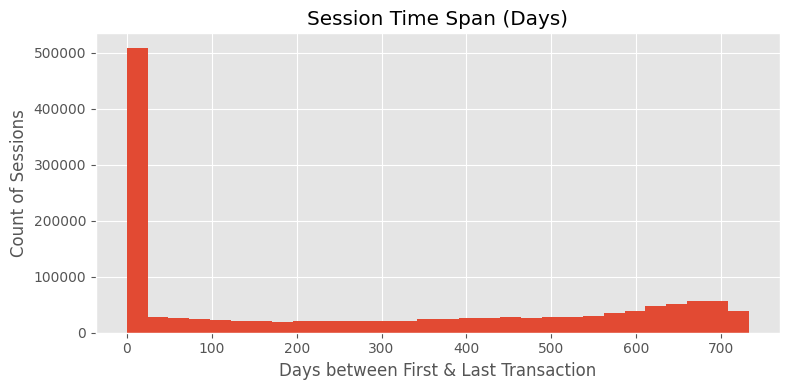 Session Time Span (Days)
Count of Sessions
500000
400000
300000
200000
100000
0
0 100 200 300 400 500 600 700
Days between First & Last Transaction